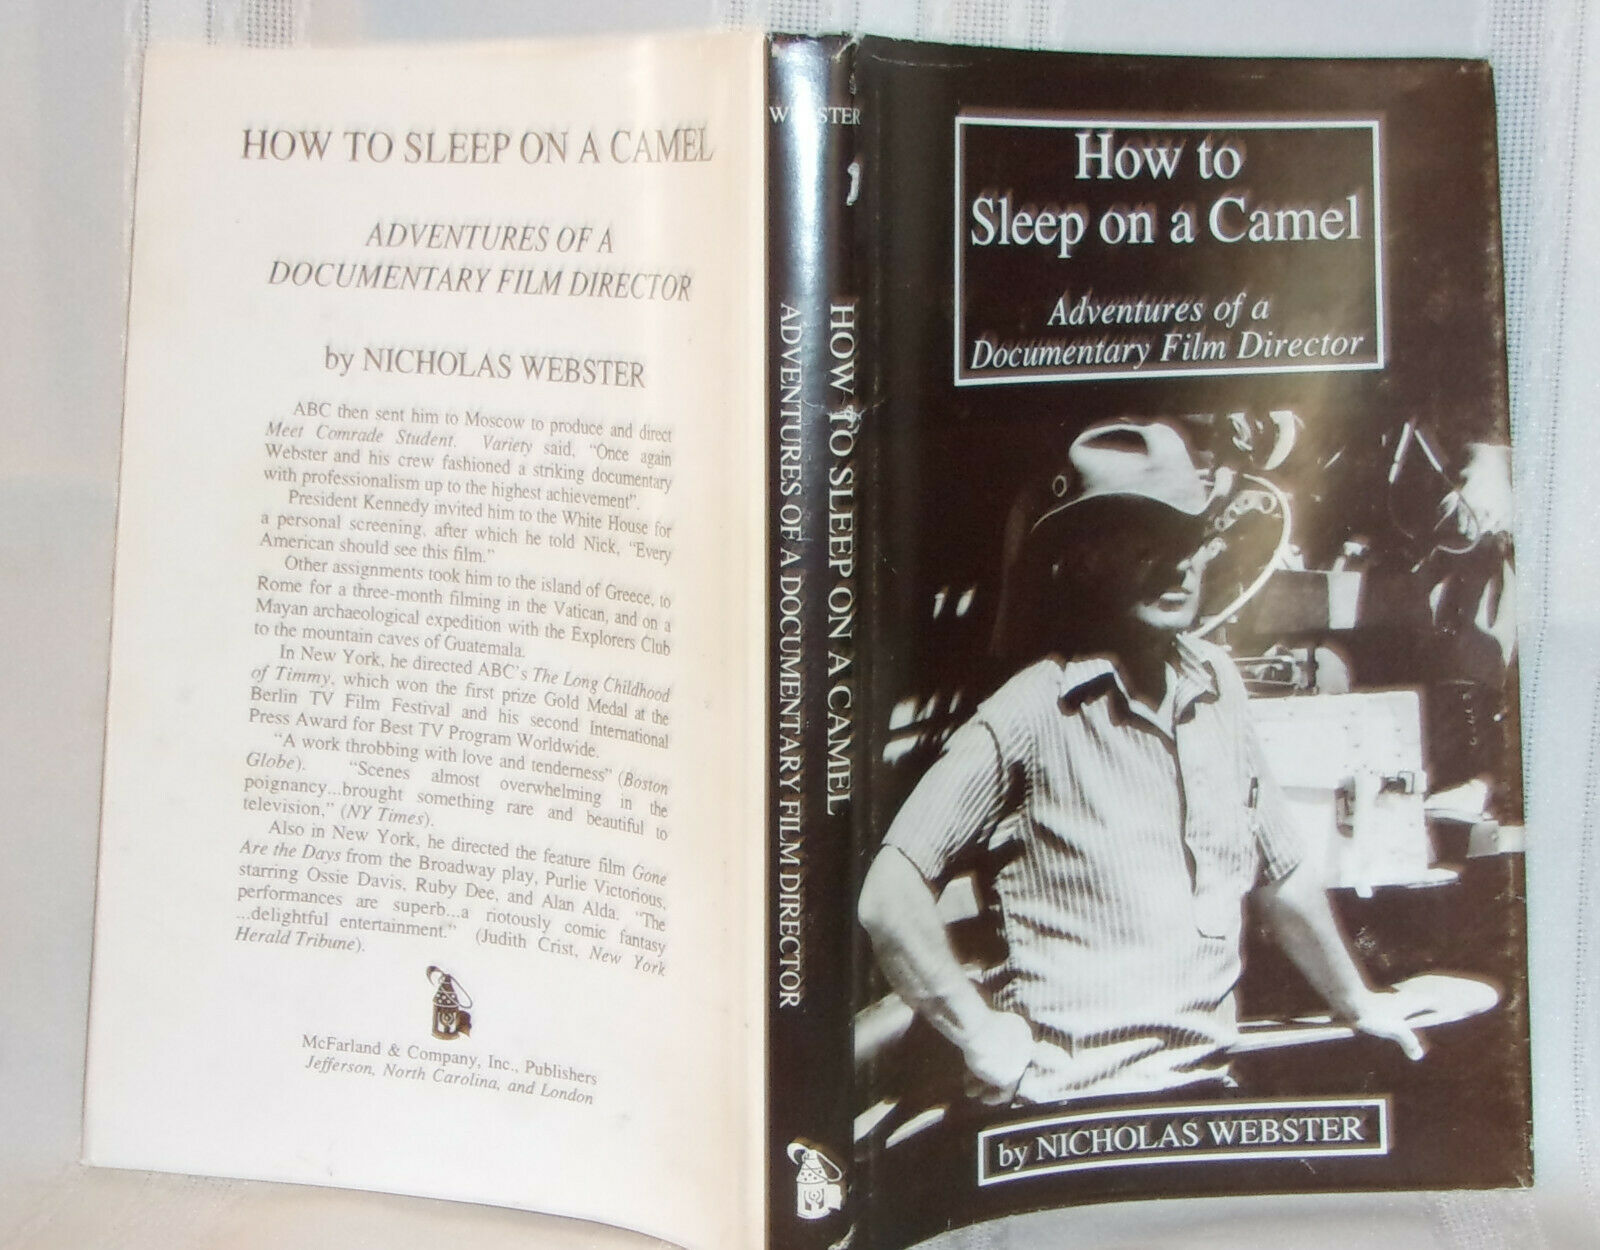 HOW TO SLEEP ON A CAMEL
ADVENTURES OF A
DOCUMENTARY FILM DIRECTOR
by NICHOLAS WEBSTER
ABC then sent him to Moscow to produce and direct
Meet Comrade Student. Variety said, “Once again
Webster and his crew fashioned a striking documentary
with professionalism up to the highest achievement”.
President Kennedy invited him to the White House for
a personal screening, after which he told Nick, “Every
American should see this film.”
Other assignments took him to the island of Greece, to
Rome for a three-month filming in the Vatican, and on a
Mayan archaeological expedition with the Explorers Club
to the mountain caves of Guatemala.
In New York, he directed ABC's The Long Childhood
of Timmy, which won the first prize Gold Medal at the
Berlin TV Film Festival and his second International
Press Award for Best TV Program Worldwide.
“A work throbbing with love and tenderness” (Boston
Globe). “Scenes almost overwhelming in the
poignancy...brought something rare and beautiful to
television,” (NY Times).
Also in New York, he directed the feature film Gone
Are the Days from the Broadway play, Purlie Victorious,
starring Ossie Davis, Ruby Dee, and Alan Alda. “The
performances are superb...a riotously comic fantasy
...delightful entertainment.” (Judith Crist, New York
Herald Tribune).
McFarland & Company, Inc., Publishers
Jefferson, North Carolina, and London
WEBSTER
HOW TO SLEEP ON A CAMEL
ADVENTURES OF A DOCUMENTARY FILM DIRECTOR
How to
Sleep on a Camel
Adventures of a
Documentary Film Director
by NICHOLAS WEBSTER